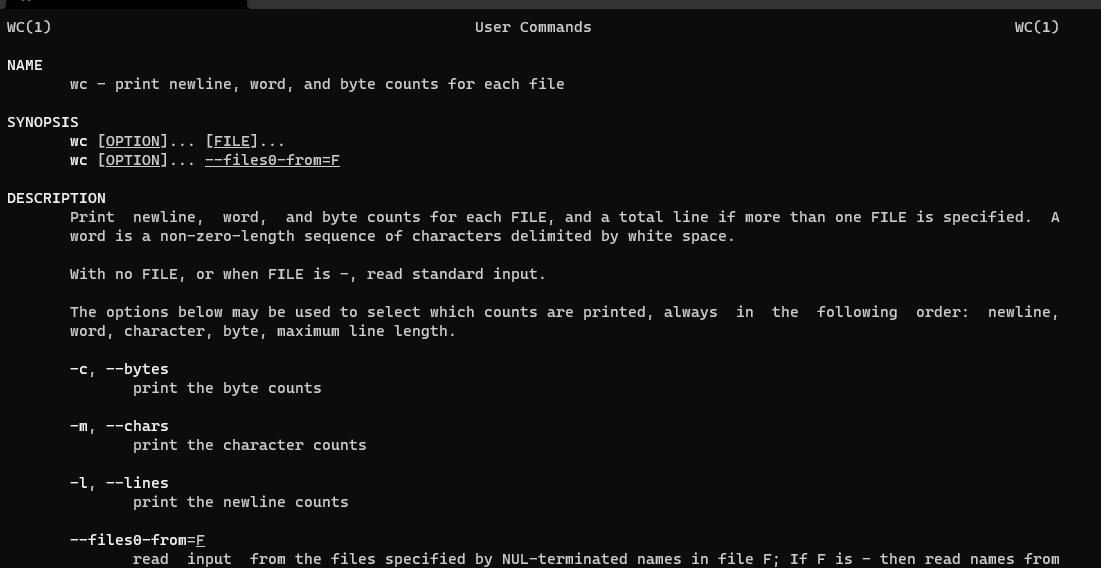 WC(1) User Commands WC(1)
NAME
wc - print newline, word, and byte counts for each file
SYNOPSIS
wc [OPTION]... [FILE]...
wc [OPTION]... --files0-from=F
DESCRIPTION
Print newline, word, and byte counts for each FILE, and a total line if more than one FILE is specified. A
word is a non-zero-length sequence of characters delimited by white space.
With no FILE, or when FILE is -, read standard input.
The options below may be used to select which counts are printed, always in the following order: newline,
word, character, byte, maximum line length.
-c, --bytes
print the byte counts
-m, --chars
print the character counts
-l, --lines
print the newline counts
--files0-from=F
read input from the files specified by NUL-terminated names in file F; If F is - then read names from